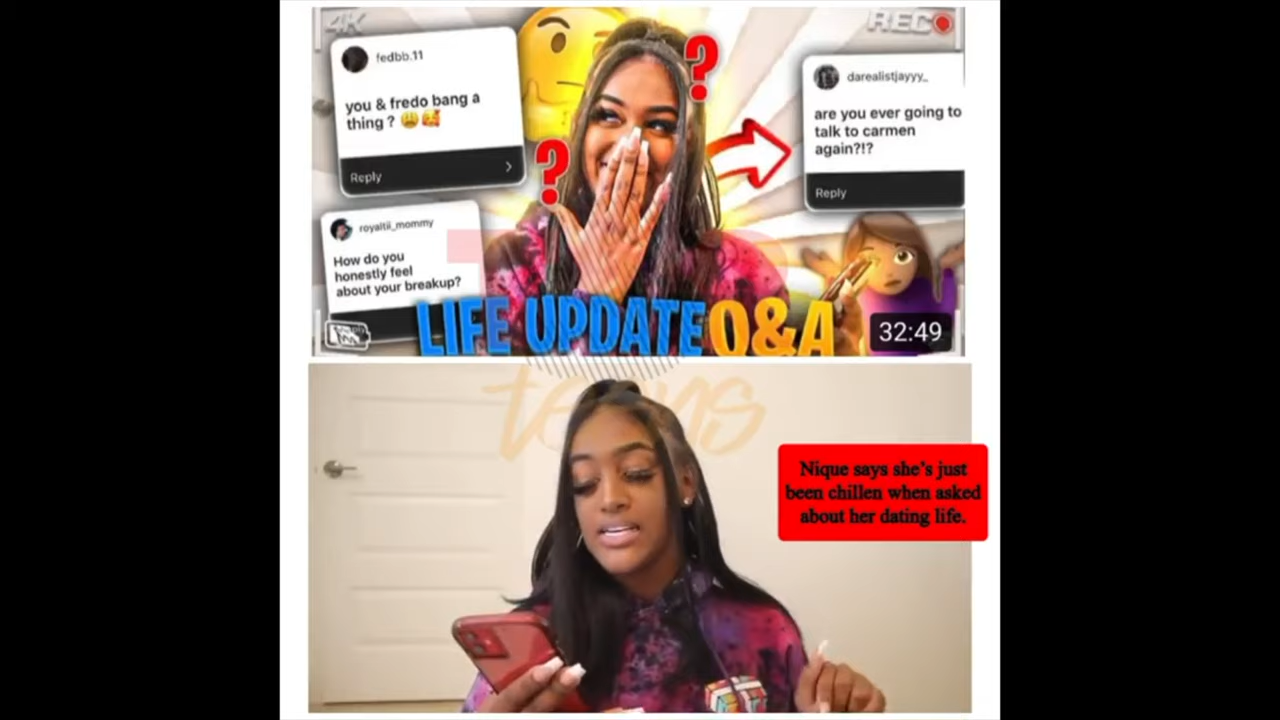 4K
REC
fedbb.11
you & fredo bang a
thing ?
Reply
darealistjayyy_
are you ever going to
talk to carmen
again?!?
Reply
?
?
royaltii_mommy
How do you
honestly feel
about your breakup?
LIFE UPDATE Q&A
32:49
teens
Nique says she's just
been chillen when asked
about her dating life.